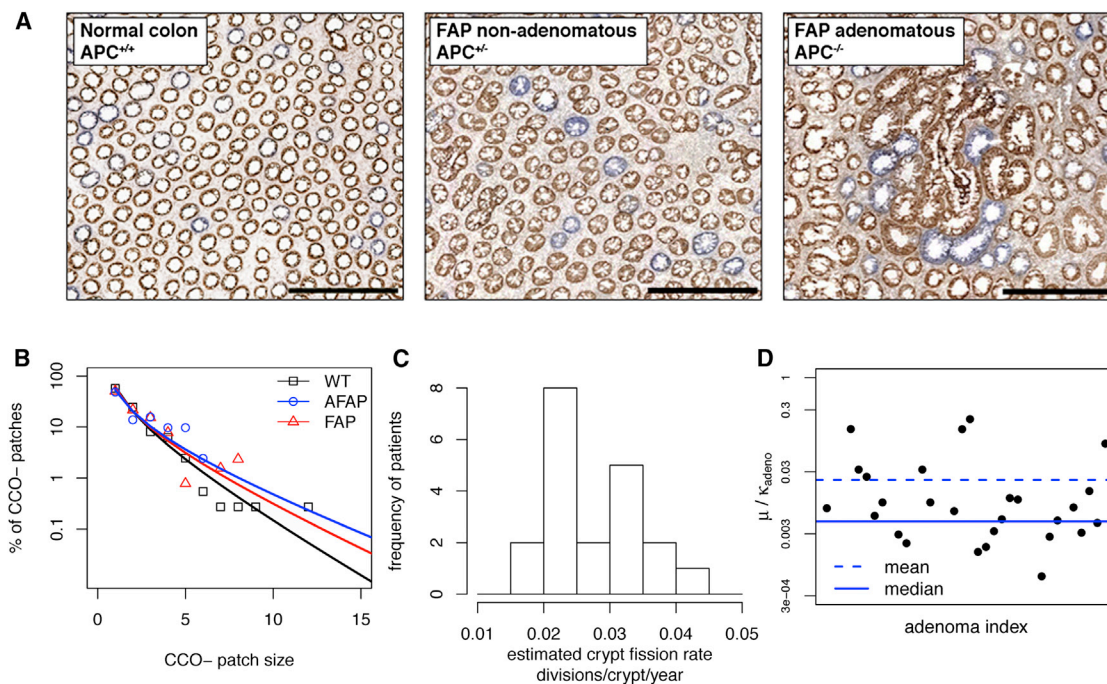 A
Normal colon
APC+/+
FAP non-adenomatous
APC+/-
FAP adenomatous
APC-/-
B
% of CCO– patches
100
10
1
0.1
WT
AFAP
FAP
0 5 10 15
CCO– patch size
C
frequency of patients
8
6
4
2
0
0.01 0.02 0.03 0.04 0.05
estimated crypt fission rate
divisions/crypt/year
D
μ / κadeno
1
0.3
0.03
0.003
3e−04
mean
median
adenoma index